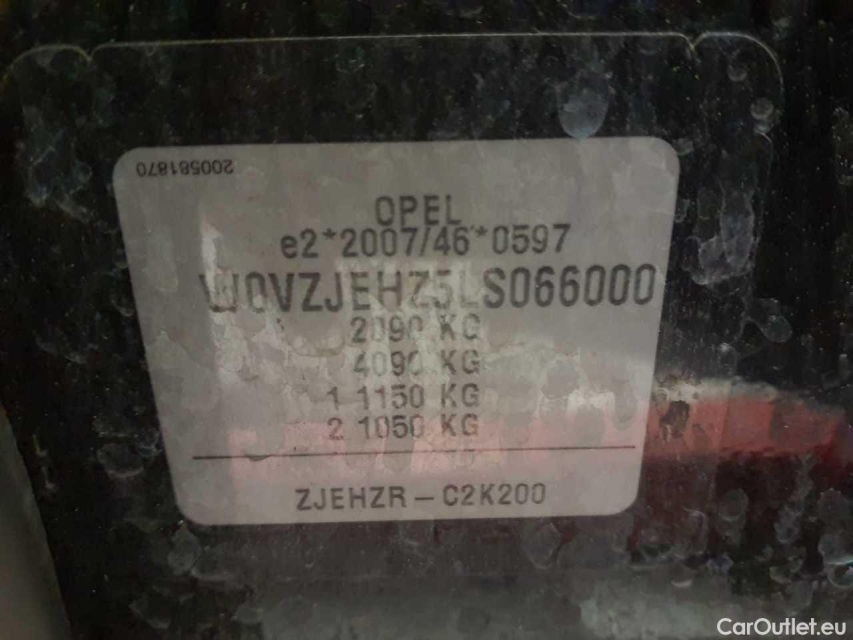 200581870
OPEL
e2*2007/46*0597
W0VZJEHZ5LS066000
2090 KG
4090 KG
1 1150 KG
2 1050 KG
ZJEHZR - C2K200
CarOutlet.eu